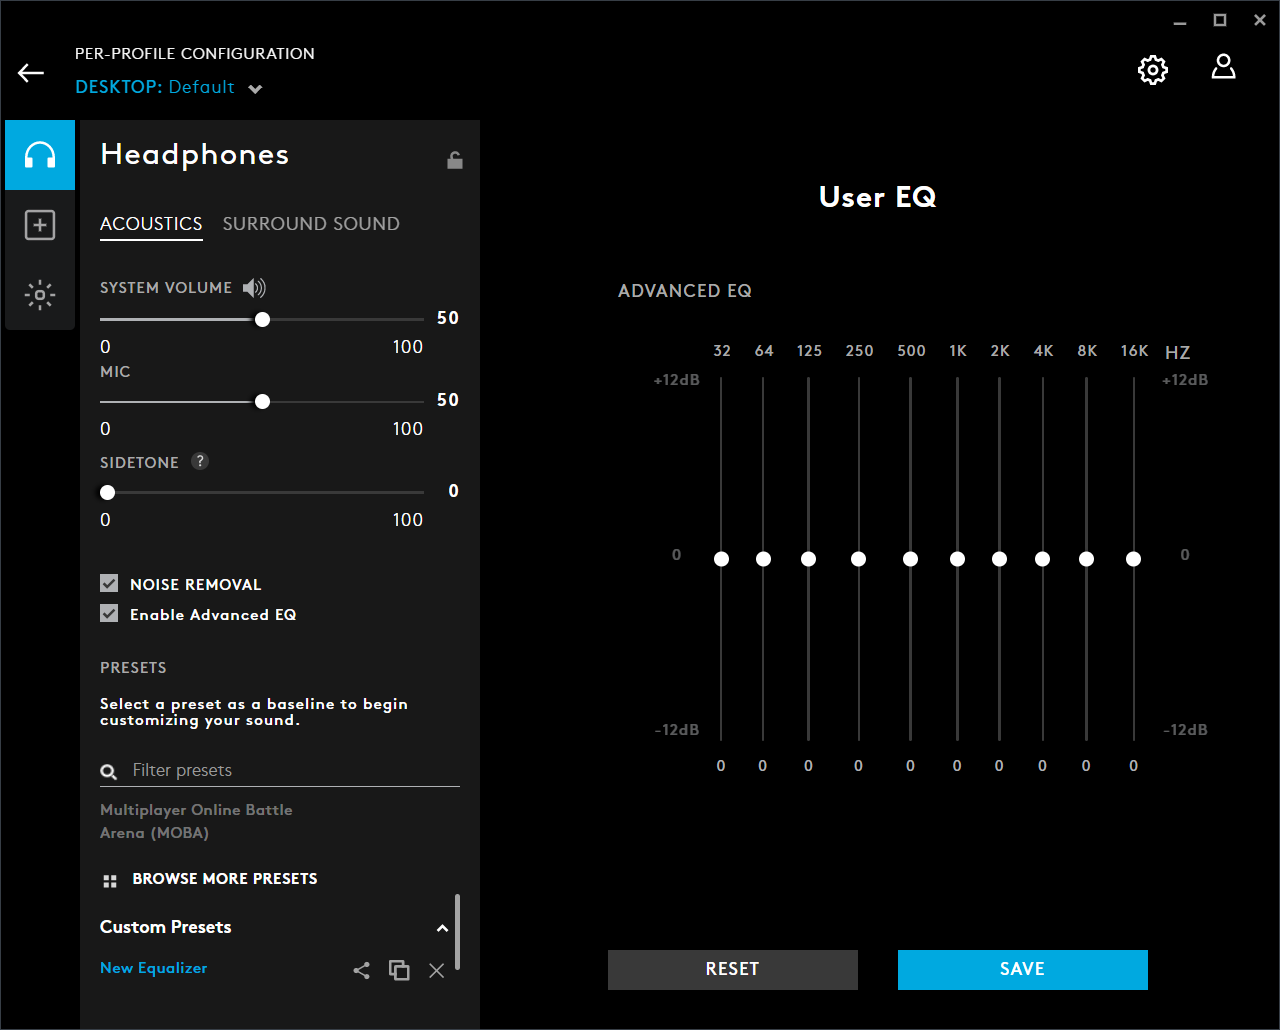 PER-PROFILE CONFIGURATION
DESKTOP: Default
Headphones
ACOUSTICS SURROUND SOUND
SYSTEM VOLUME
50
0 100
MIC
50
0 100
SIDETONE ?
0
0 100
NOISE REMOVAL
Enable Advanced EQ
PRESETS
Select a preset as a baseline to begin
customizing your sound.
Filter presets
Multiplayer Online Battle
Arena (MOBA)
BROWSE MORE PRESETS
Custom Presets
New Equalizer
User EQ
ADVANCED EQ
32 64 125 250 500 1K 2K 4K 8K 16K HZ
+12dB +12dB
0 0
-12dB -12dB
0 0 0 0 0 0 0 0 0 0
RESET SAVE